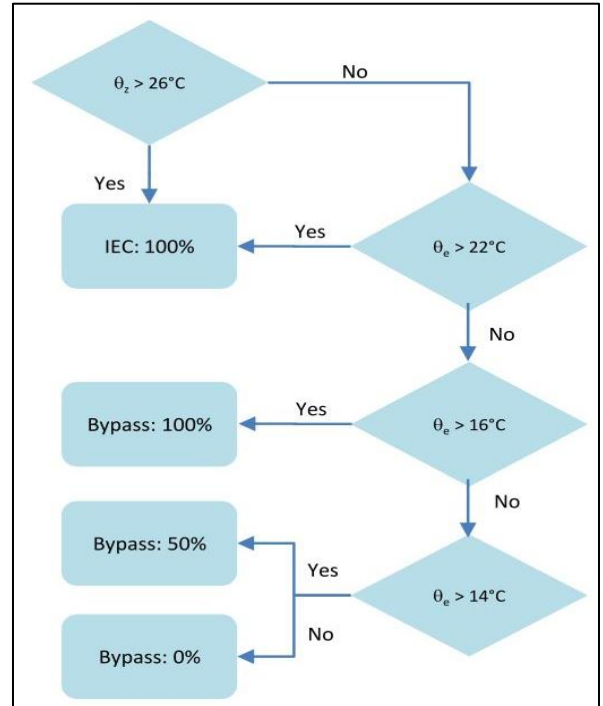 θz > 26°C
No
Yes
IEC: 100%
Yes
θe > 22°C
No
Bypass: 100%
Yes
θe > 16°C
No
Bypass: 50%
Yes
θe > 14°C
No
Bypass: 0%